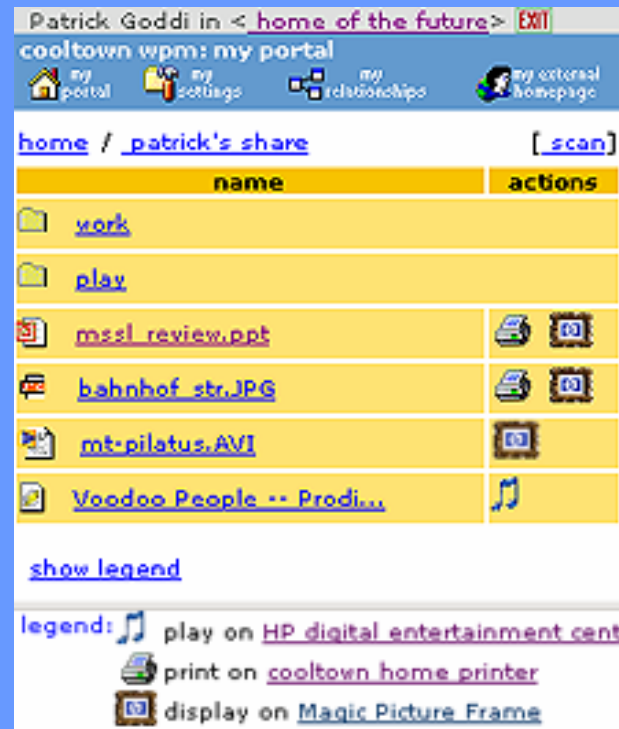 Patrick Goddi in < home of the future> EXIT
cooltown wpm: my portal
my portal my settings my relationships my external homepage
home / patrick's share [ scan]
name actions
work
play
mssl_review.ppt
bahnhof_str.JPG
mt-pilatus.AVI
Voodoo People -- Prodi...
show legend
legend: play on HP digital entertainment cent
print on cooltown home printer
display on Magic Picture Frame